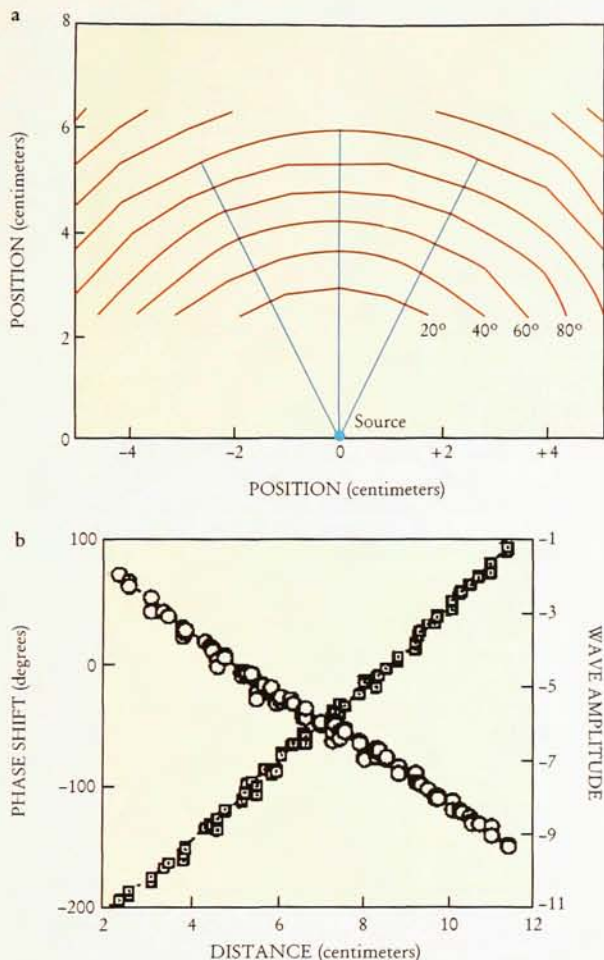 a
8
6
4
2
0
POSITION (centimeters)
20° 40° 60° 80°
Source
-4 -2 0 +2 +4
POSITION (centimeters)
b
100
0
-100
-200
PHASE SHIFT (degrees)
-1
-3
-5
-7
-9
-11
WAVE AMPLITUDE
2 4 6 8 10 12
DISTANCE (centimeters)